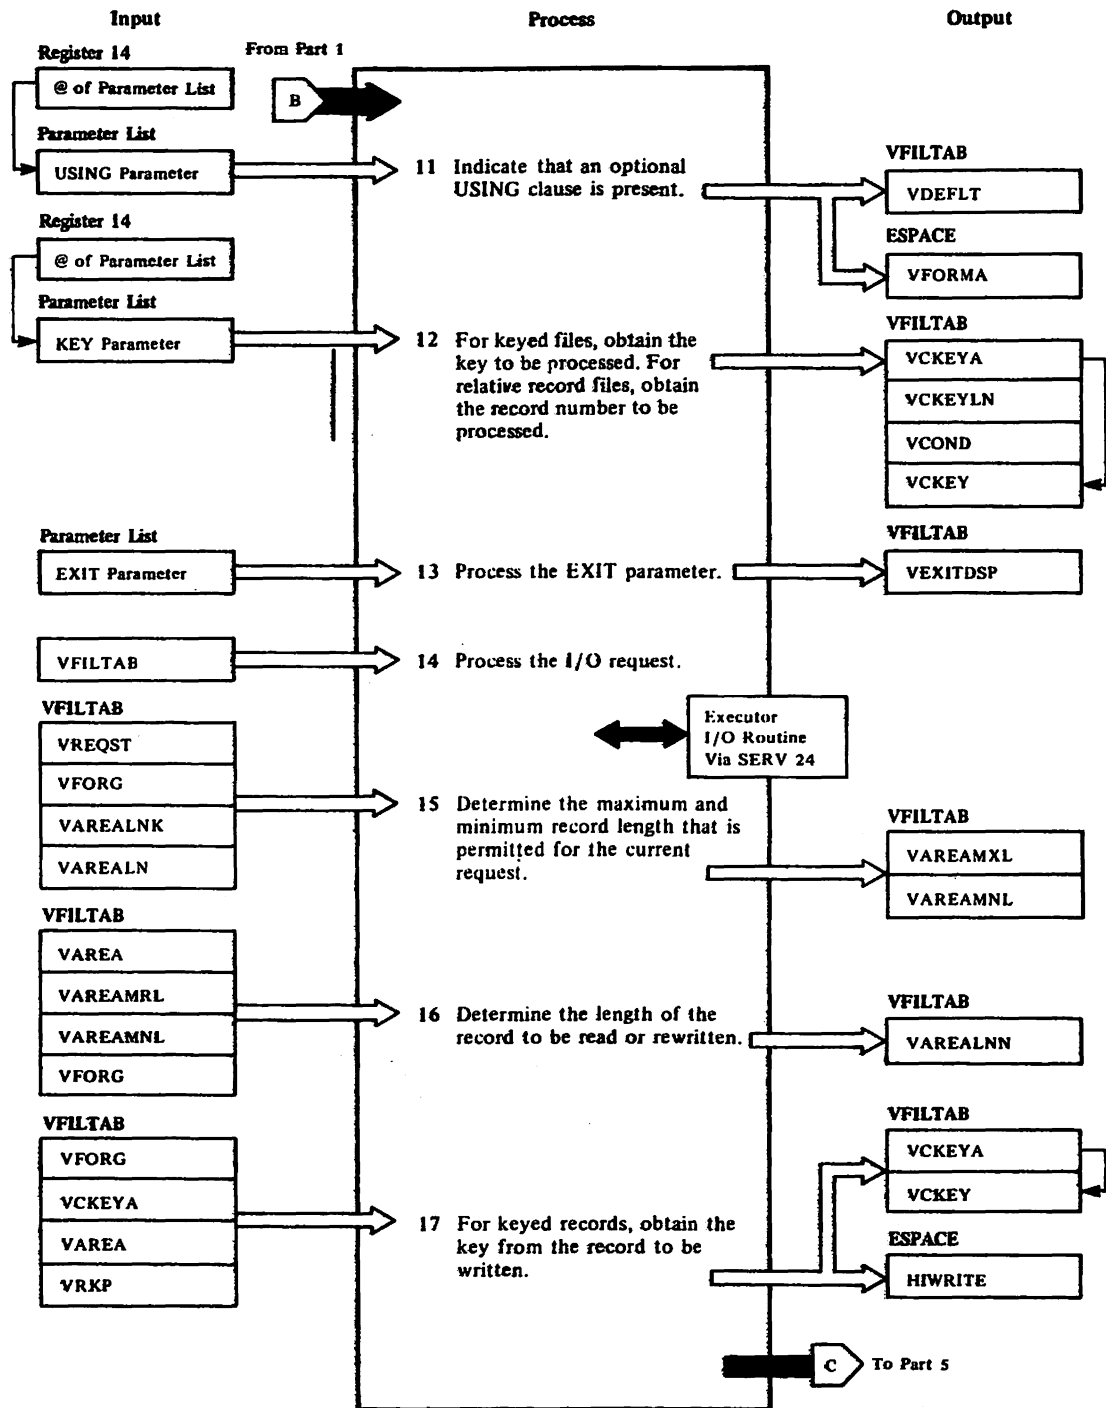 Input
Process
Output
Register 14
From Part 1
@ of Parameter List
B
Parameter List
USING Parameter
11 Indicate that an optional
USING clause is present.
VFILTAB
VDEFLT
Register 14
@ of Parameter List
ESPACE
VFORMA
Parameter List
KEY Parameter
12 For keyed files, obtain the
key to be processed. For
relative record files, obtain
the record number to be
processed.
VFILTAB
VCKEYA
VCKEYLN
VCOND
VCKEY
Parameter List
EXIT Parameter
13 Process the EXIT parameter.
VFILTAB
VEXITDSP
VFILTAB
14 Process the I/O request.
Executor
I/O Routine
Via SERV 24
VFILTAB
VREQST
VFORG
VAREALNK
VAREALN
15 Determine the maximum and
minimum record length that is
permitted for the current
request.
VFILTAB
VAREAMXL
VAREAMNL
VFILTAB
VAREA
VAREAMRL
VAREAMNL
VFORG
16 Determine the length of the
record to be read or rewritten.
VFILTAB
VAREALNN
VFILTAB
VFORG
VCKEYA
VAREA
VRKP
17 For keyed records, obtain the
key from the record to be
written.
VFILTAB
VCKEYA
VCKEY
ESPACE
HIWRITE
C
To Part 5